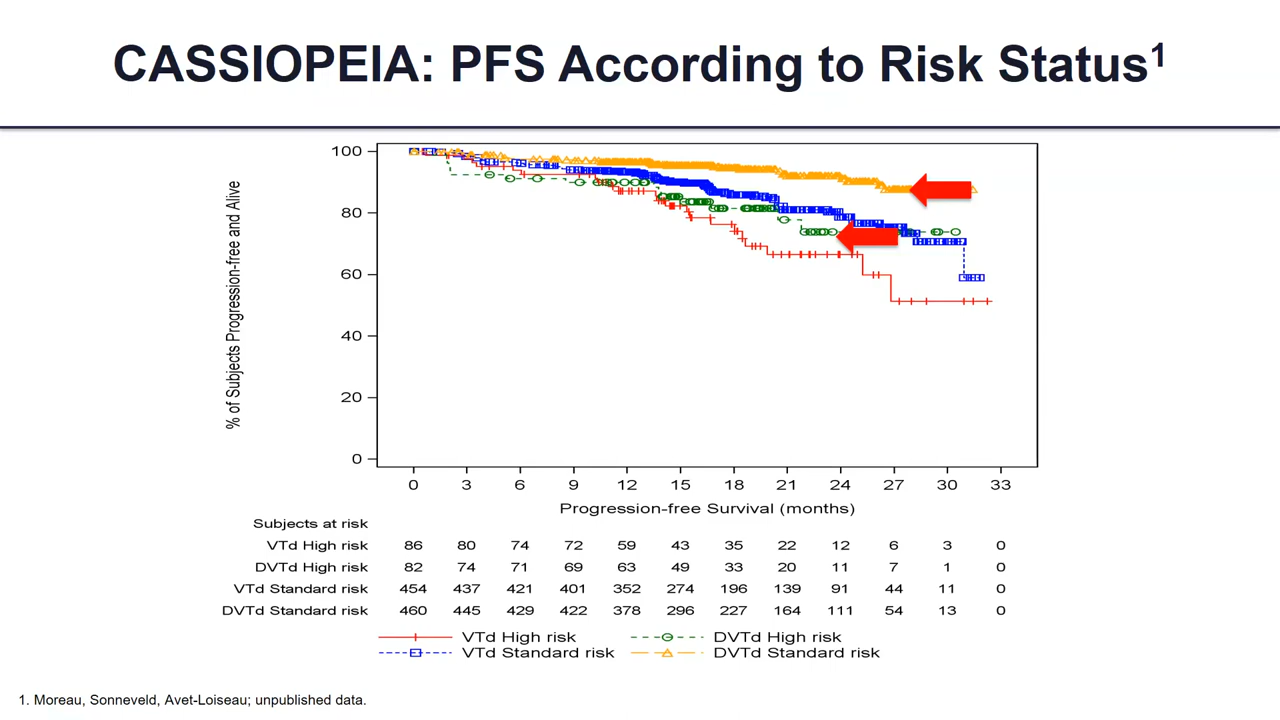 CASSIOPEIA: PFS According to Risk Status1
% of Subjects Progression-free and Alive
100
80
60
40
20
0
0 3 6 9 12 15 18 21 24 27 30 33
Progression-free Survival (months)
Subjects at risk
VTd High risk 86 80 74 72 59 43 35 22 12 6 3 0
DVTd High risk 82 74 71 69 63 49 33 20 11 7 1 0
VTd Standard risk 454 437 421 401 352 274 196 139 91 44 11 0
DVTd Standard risk 460 445 429 422 378 296 227 164 111 54 13 0
VTd High risk DVTd High risk
VTd Standard risk DVTd Standard risk
1. Moreau, Sonneveld, Avet-Loiseau; unpublished data.